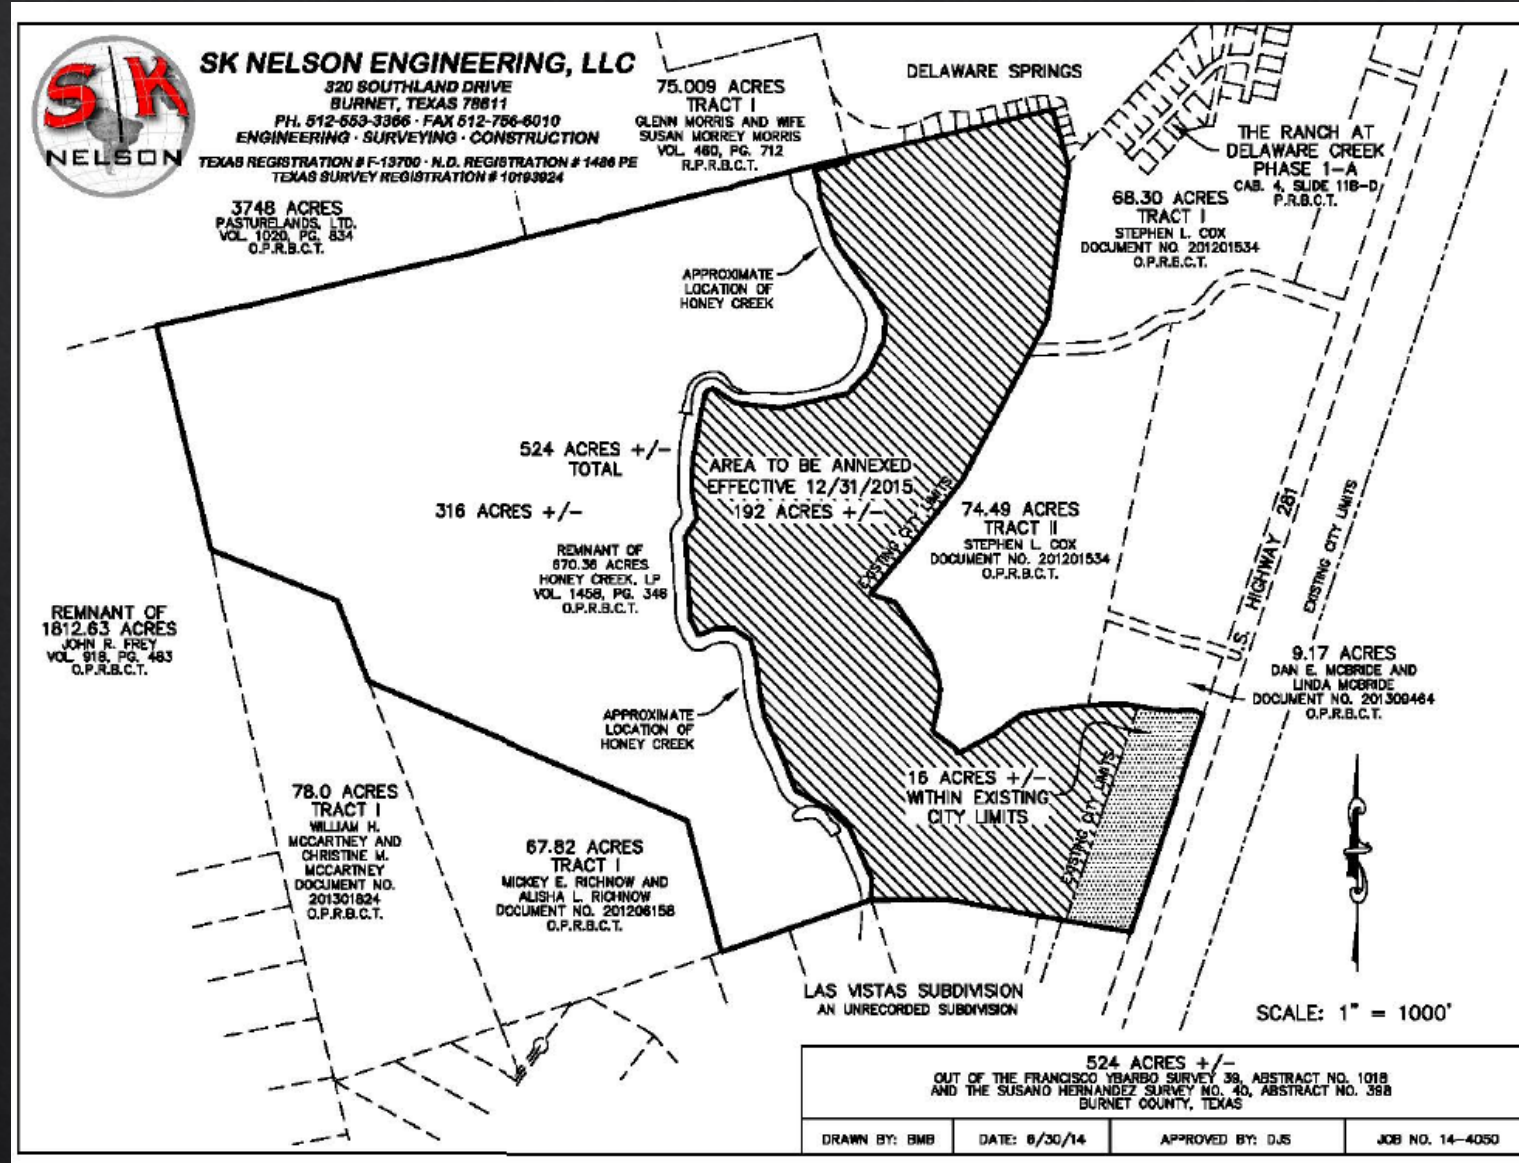 SK
NELSON
SK NELSON ENGINEERING, LLC
320 SOUTHLAND DRIVE
BURNET, TEXAS 78611
PH. 512-553-3366 · FAX 512-756-6010
ENGINEERING · SURVEYING · CONSTRUCTION
TEXAS REGISTRATION # F-13700 · N.D. REGISTRATION # 1486 PE
TEXAS SURVEY REGISTRATION # 10193924
3748 ACRES
PASTURELANDS, LTD.
VOL. 1020, PG. 834
O.P.R.B.C.T.
75.009 ACRES
TRACT I
GLENN MORRIS AND WIFE
SUSAN MORREY MORRIS
VOL. 460, PG. 712
R.P.R.B.C.T.
DELAWARE SPRINGS
THE RANCH AT
DELAWARE CREEK
PHASE 1-A
CAB. 4, SLIDE 11B-D
P.R.B.C.T.
68.30 ACRES
TRACT I
STEPHEN L. COX
DOCUMENT NO. 201201534
O.P.R.B.C.T.
APPROXIMATE
LOCATION OF
HONEY CREEK
524 ACRES +/-
TOTAL
316 ACRES +/-
REMNANT OF
670.36 ACRES
HONEY CREEK, LP
VOL. 1458, PG. 346
O.P.R.B.C.T.
AREA TO BE ANNEXED
EFFECTIVE 12/31/2015
192 ACRES +/-
EXISTING CITY LIMITS
74.49 ACRES
TRACT II
STEPHEN L. COX
DOCUMENT NO. 201201534
O.P.R.B.C.T.
U.S. HIGHWAY 281
EXISTING CITY LIMITS
REMNANT OF
1812.63 ACRES
JOHN R. FREY
VOL. 918, PG. 463
O.P.R.B.C.T.
9.17 ACRES
DAN E. MCBRIDE AND
LINDA MCBRIDE
DOCUMENT NO. 201309464
O.P.R.B.C.T.
APPROXIMATE
LOCATION OF
HONEY CREEK
16 ACRES +/-
WITHIN EXISTING
CITY LIMITS
EXISTING CITY LIMITS
78.0 ACRES
TRACT I
WILLIAM H.
MCCARTNEY AND
CHRISTINE M.
MCCARTNEY
DOCUMENT NO.
201301824
O.P.R.B.C.T.
67.82 ACRES
TRACT I
MICKEY E. RICHNOW AND
ALISHA L. RICHNOW
DOCUMENT NO. 201206158
O.P.R.B.C.T.
LAS VISTAS SUBDIVISION
AN UNRECORDED SUBDIVISION
SCALE: 1" = 1000'
524 ACRES +/-
OUT OF THE FRANCISCO YBARBO SURVEY 39, ABSTRACT NO. 1018
AND THE SUSANO HERNANDEZ SURVEY NO. 40, ABSTRACT NO. 398
BURNET COUNTY, TEXAS
DRAWN BY: BMB
DATE: 6/30/14
APPROVED BY: DJS
JOB NO. 14-4050